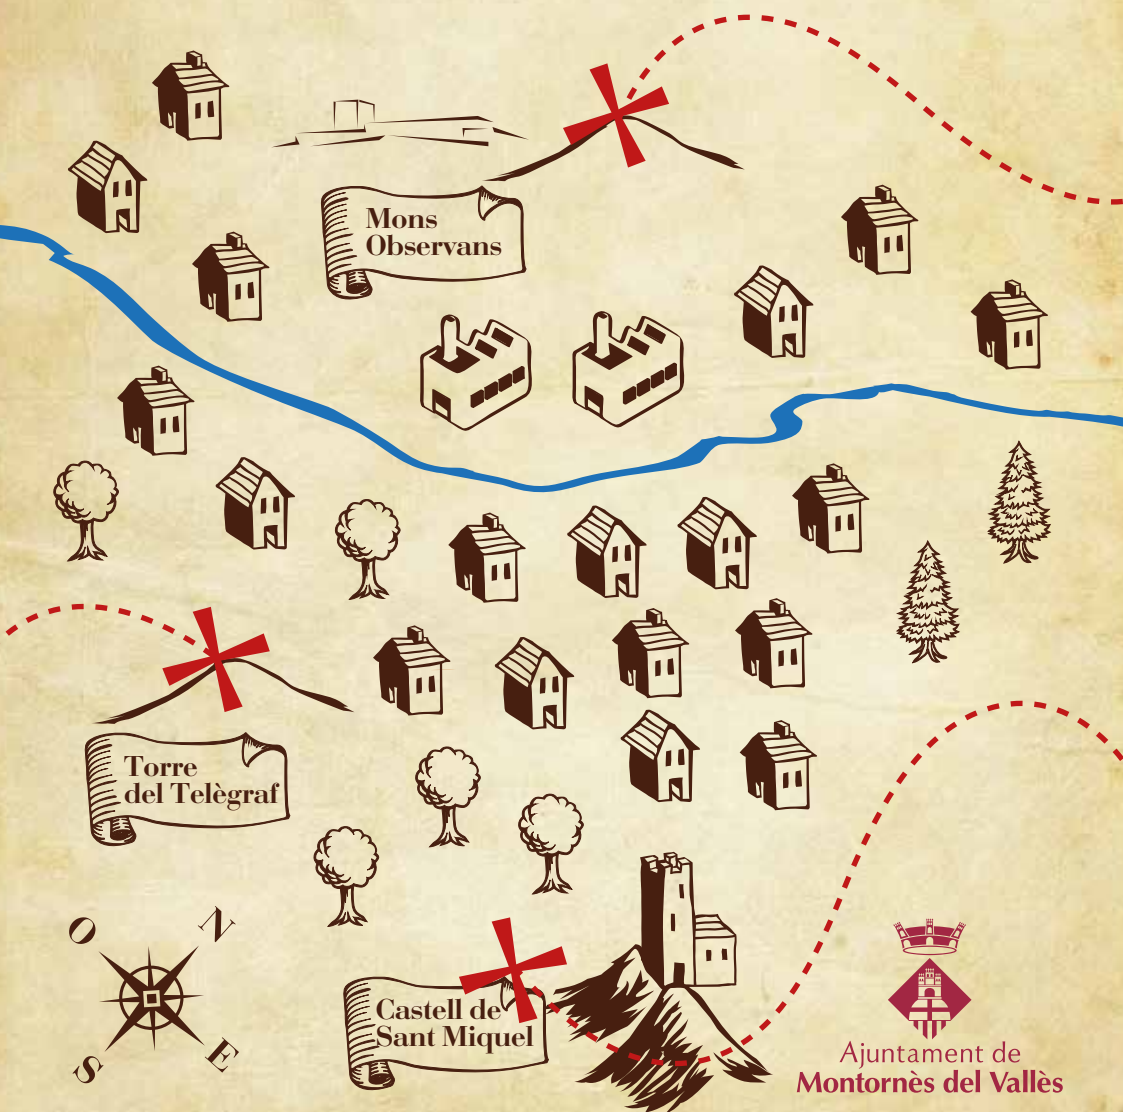 Mons
Observans
Torre
del Telègraf
O
N
S
E
Castell de
Sant Miquel
Ajuntament de
Montornès del Vallès